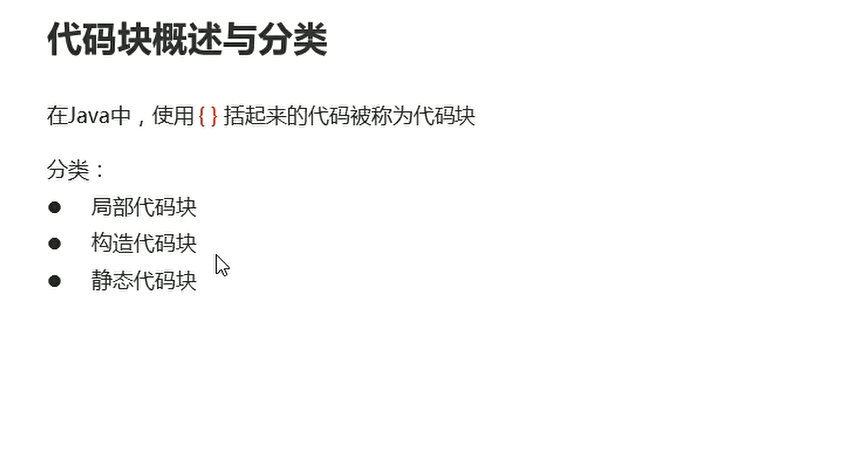 代码块概述与分类
在Java中，使用{ }括起来的代码被称为代码块
分类：
● 局部代码块
● 构造代码块
● 静态代码块